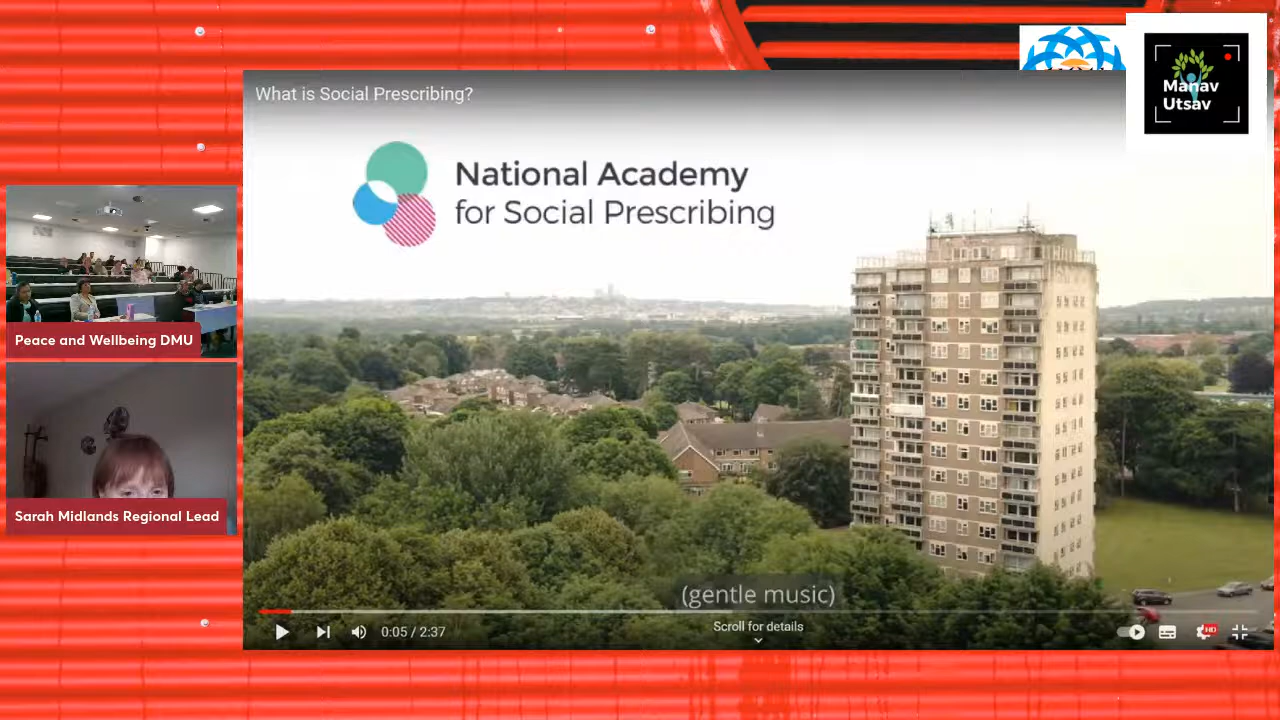 What is Social Prescribing?
Manav
Utsav
National Academy
for Social Prescribing
Peace and Wellbeing DMU
Sarah Midlands Regional Lead
(gentle music)
0:05 / 2:37
Scroll for details
HD